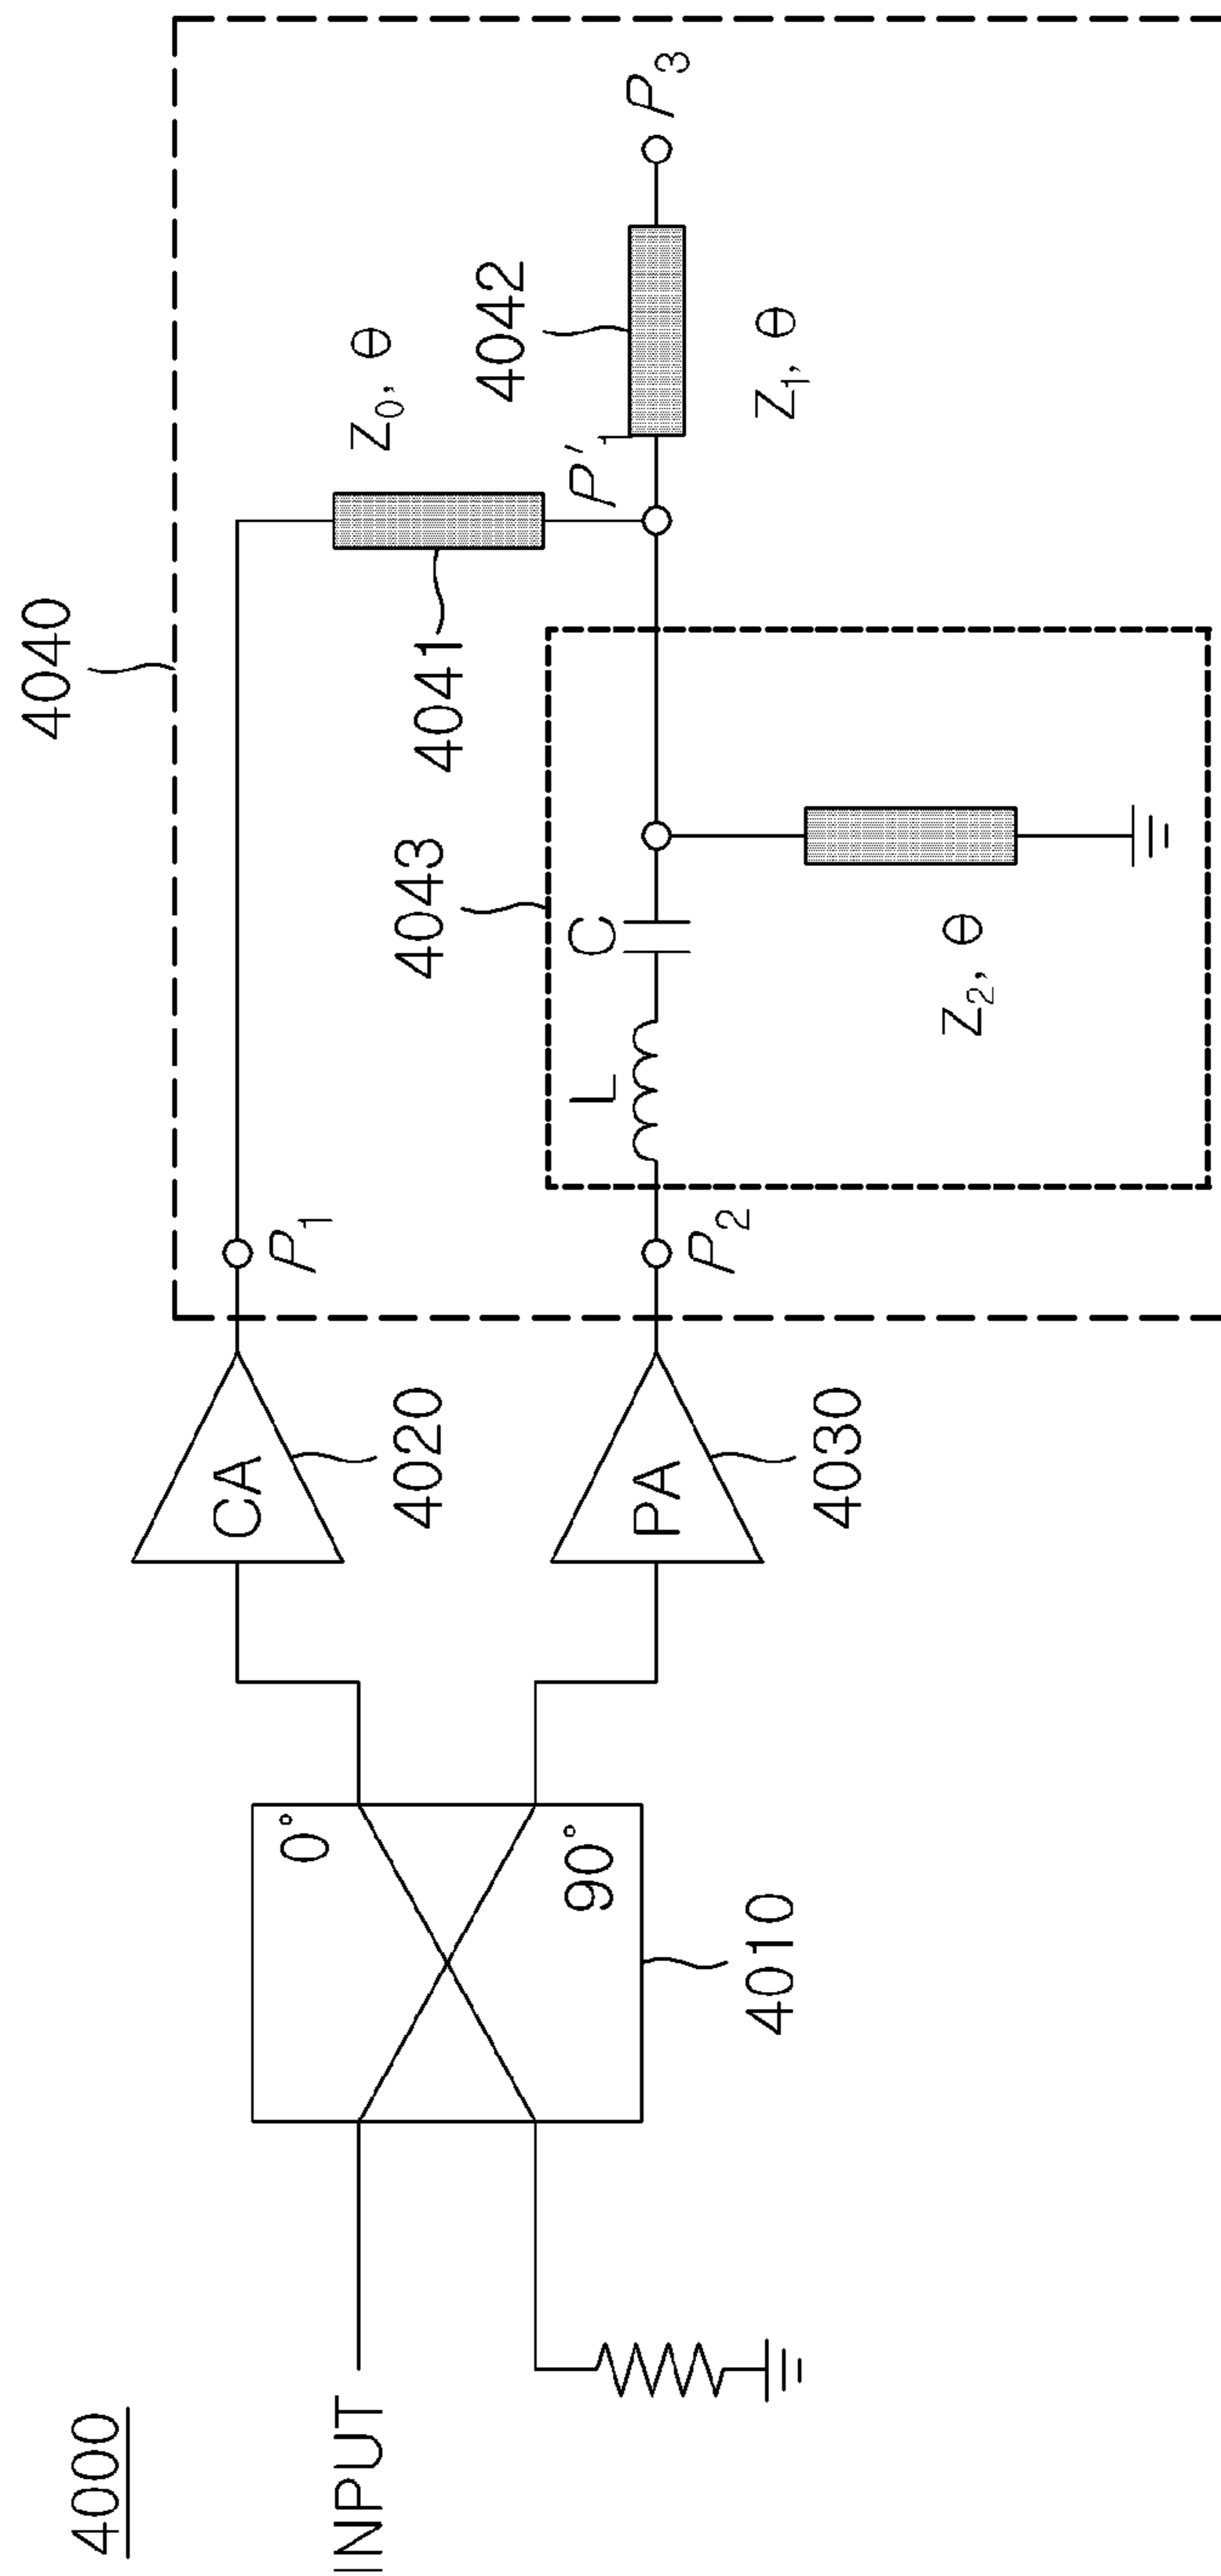 4000
INPUT
0°
90°
4010
CA
4020
PA
4030
4040
P1
P2
4043
L
C
Z2, θ
4041
Z0, θ
P'1
4042
Z1, θ
P3